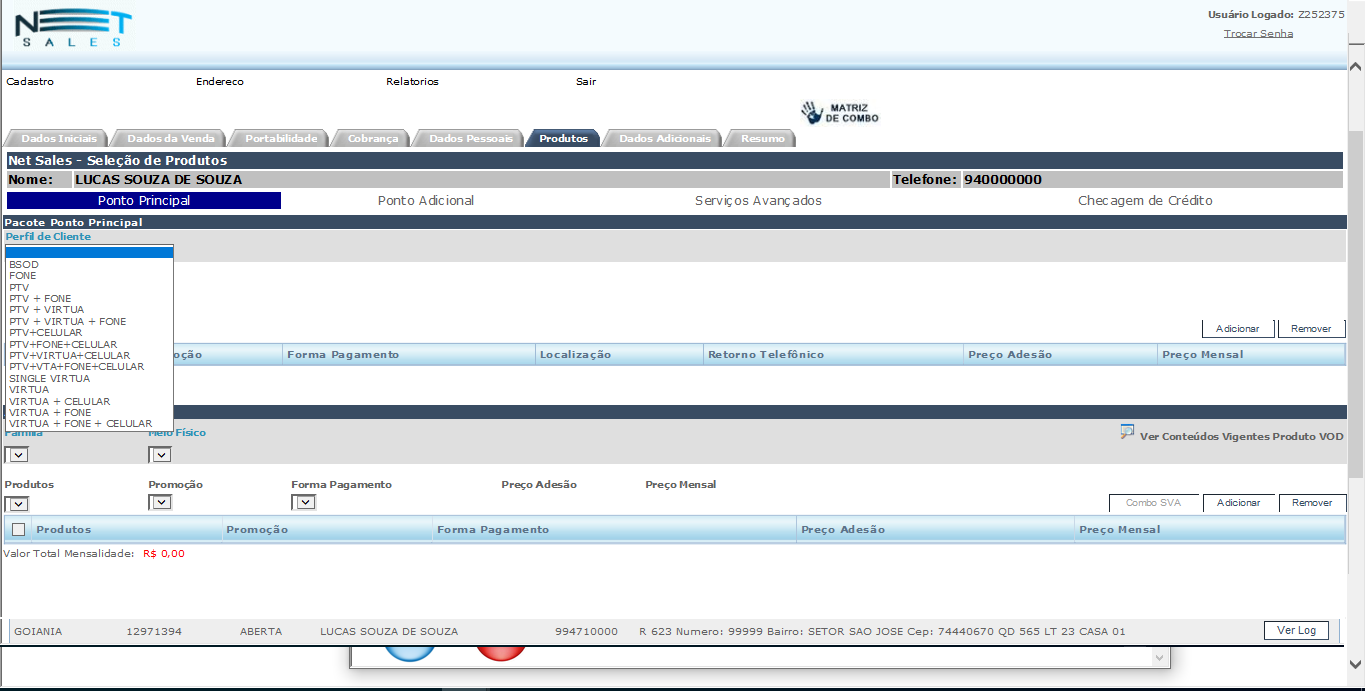 NET
SALES
Usuário Logado: Z252375
Trocar Senha
Cadastro Endereco Relatorios Sair
MATRIZ
DE COMBO
Dados Iniciais Dados da Venda Portabilidade Cobrança Dados Pessoais Produtos Dados Adicionais Resumo
Net Sales - Seleção de Produtos
Nome: LUCAS SOUZA DE SOUZA Telefone: 940000000
Ponto Principal Ponto Adicional Serviços Avançados Checagem de Crédito
Pacote Ponto Principal
Perfil de Cliente
BSOD
FONE
PTV
PTV + FONE
PTV + VIRTUA
PTV + VIRTUA + FONE
PTV+CELULAR
PTV+FONE+CELULAR
PTV+VIRTUA+CELULAR
PTV+VTA+FONE+CELULAR
SINGLE VIRTUA
VIRTUA
VIRTUA + CELULAR
VIRTUA + FONE
VIRTUA + FONE + CELULAR
Adicionar Remover
oção Forma Pagamento Localização Retorno Telefônico Preço Adesão Preço Mensal
Família Meio Físico
Ver Conteúdos Vigentes Produto VOD
Produtos Promoção Forma Pagamento Preço Adesão Preço Mensal
Combo SVA Adicionar Remover
Produtos Promoção Forma Pagamento Preço Adesão Preço Mensal
Valor Total Mensalidade: R$ 0,00
GOIANIA 12971394 ABERTA LUCAS SOUZA DE SOUZA 994710000 R 623 Numero: 99999 Bairro: SETOR SAO JOSE Cep: 74440670 QD 565 LT 23 CASA 01 Ver Log